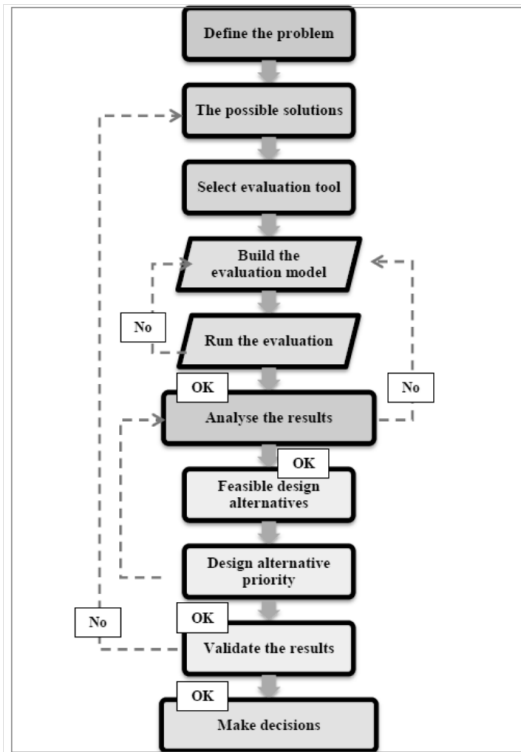 Define the problem
The possible solutions
Select evaluation tool
Build the
evaluation model
No
Run the evaluation
OK
No
Analyse the results
OK
Feasible design
alternatives
Design alternative
priority
OK
No
Validate the results
OK
Make decisions